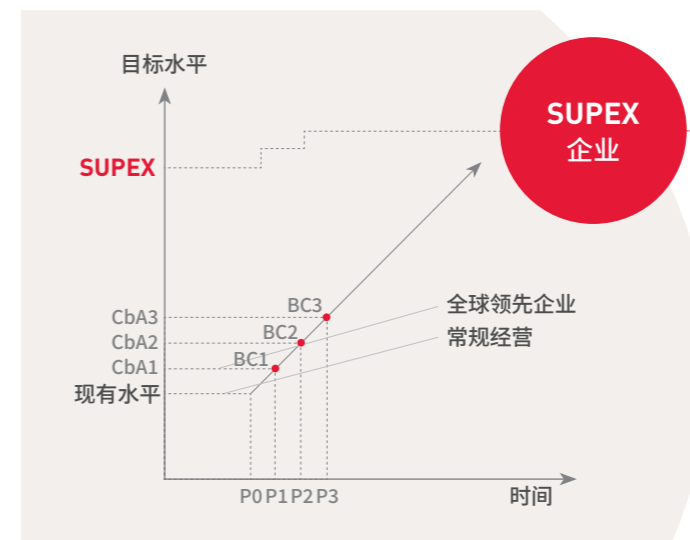 目标水平
SUPEX
企业
SUPEX
BC3
全球领先企业
CbA3
BC2
常规经营
CbA2
BC1
CbA1
现有水平
P0 P1 P2 P3
时间